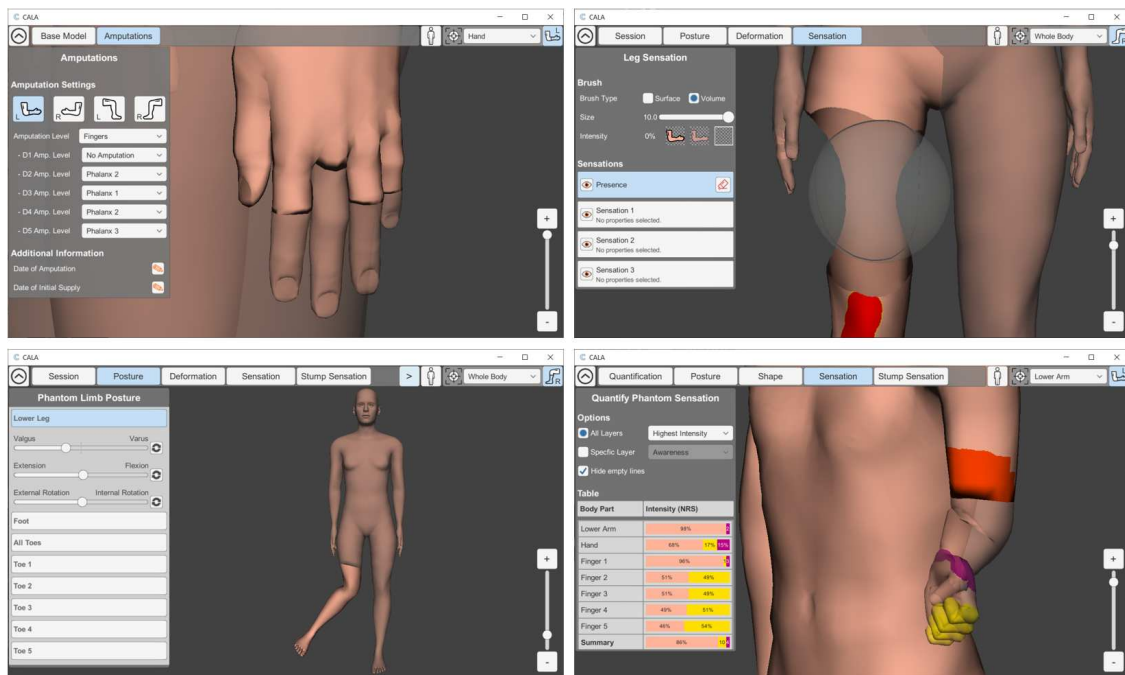 CALA
Base Model Amputations Hand L
Amputations
Amputation Settings
L R L R
Amputation Level Fingers
- D1 Amp. Level No Amputation
- D2 Amp. Level Phalanx 2
- D3 Amp. Level Phalanx 1
- D4 Amp. Level Phalanx 2
- D5 Amp. Level Phalanx 3
Additional Information
Date of Amputation
Date of Initial Supply
+
-
CALA
Session Posture Deformation Sensation Whole Body R
Leg Sensation
Brush
Brush Type Surface Volume
Size 10.0
Intensity 0%
Sensations
Presence
Sensation 1
No properties selected.
Sensation 2
No properties selected.
Sensation 3
No properties selected.
+
-
CALA
Session Posture Deformation Sensation Stump Sensation > Whole Body R
Phantom Limb Posture
Lower Leg
Valgus Varus
Extension Flexion
External Rotation Internal Rotation
Foot
All Toes
Toe 1
Toe 2
Toe 3
Toe 4
Toe 5
+
-
CALA
Quantification Posture Shape Sensation Stump Sensation Lower Arm L
Quantify Phantom Sensation
Options
All Layers Highest Intensity
Specfic Layer Awareness
Hide empty lines
Table
Body Part Intensity (NRS)
Lower Arm 98%
Hand 68% 17% 15%
Finger 1 96%
Finger 2 51% 49%
Finger 3 51% 49%
Finger 4 49% 51%
Finger 5 46% 54%
Summary 86% 10
+
-